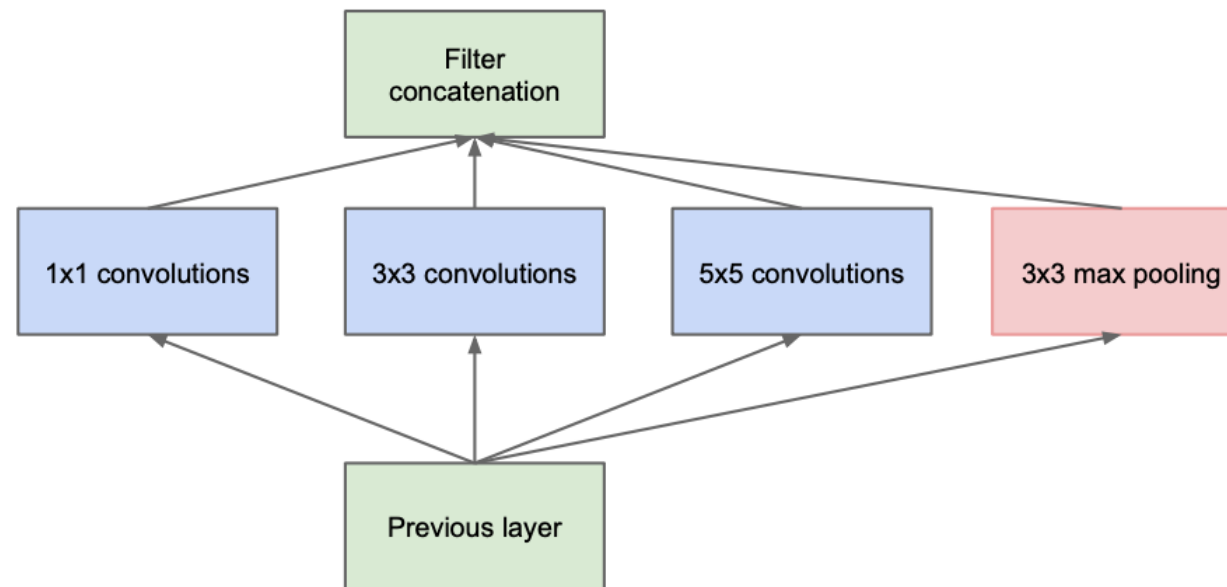 Filter
concatenation
1x1 convolutions
3x3 convolutions
5x5 convolutions
3x3 max pooling
Previous layer